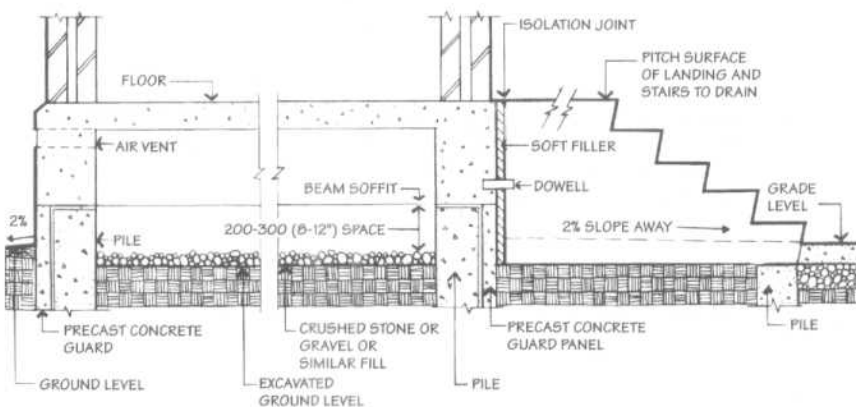 ISOLATION JOINT
PITCH SURFACE
OF LANDING AND
STAIRS TO DRAIN
FLOOR
AIR VENT
SOFT FILLER
BEAM SOFFIT
DOWELL
GRADE
LEVEL
2%
200-300 (8-12") SPACE
2% SLOPE AWAY
PILE
PRECAST CONCRETE
GUARD
CRUSHED STONE OR
GRAVEL OR
SIMILAR FILL
PRECAST CONCRETE
GUARD PANEL
PILE
GROUND LEVEL
EXCAVATED
GROUND LEVEL
PILE